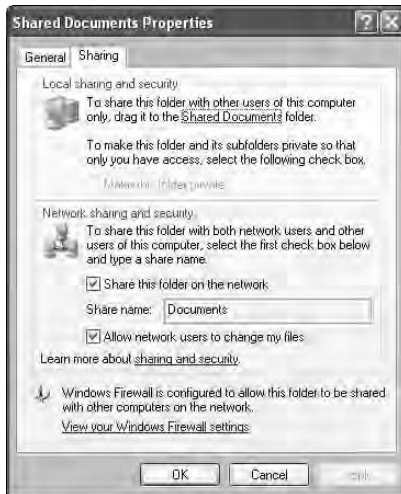 Shared Documents Properties
General Sharing
Local sharing and security
To share this folder with other users of this computer
only, drag it to the Shared Documents folder.
To make this folder and its subfolders private so that
only you have access, select the following check box.
Make this folder private
Network sharing and security
To share this folder with both network users and other
users of this computer, select the first check box below
and type a share name.
Share this folder on the network
Share name: Documents
Allow network users to change my files
Learn more about sharing and security.
Windows Firewall is configured to allow this folder to be shared
with other computers on the network.
View your Windows Firewall settings
OK Cancel Apply